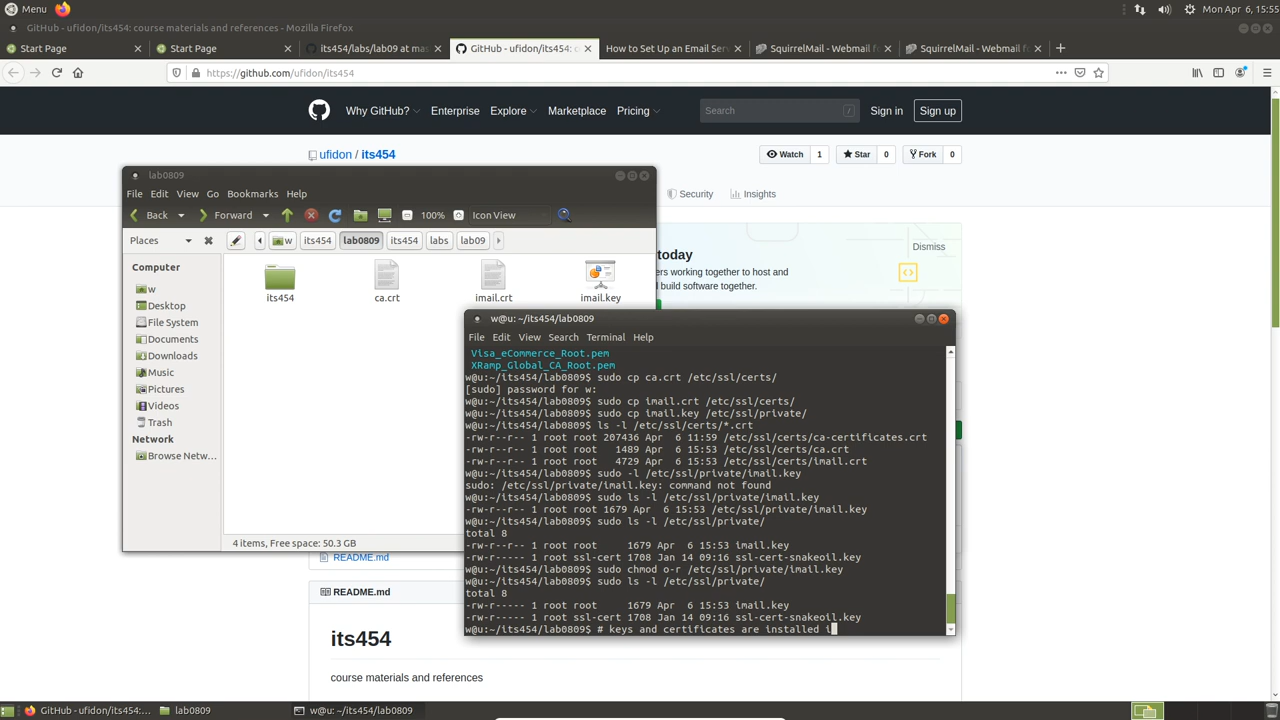 Menu
Mon Apr 6, 15:55
GitHub - ufidon/its454: course materials and references - Mozilla Firefox
Start Page
Start Page
its454/labs/lab09 at mas
GitHub - ufidon/its454: c
How to Set Up an Email Serv
SquirrelMail - Webmail fo
SquirrelMail - Webmail fo
https://github.com/ufidon/its454
Why GitHub?
Enterprise
Explore
Marketplace
Pricing
Search
/
Sign in
Sign up
ufidon / its454
Watch
1
Star
0
Fork
0
Security
Insights
Dismiss
today
ers working together to host and
build software together.
lab0809
File Edit View Go Bookmarks Help
Back
Forward
100%
Icon View
Places
w
its454
lab0809
its454
labs
lab09
Computer
w
Desktop
File System
Documents
Downloads
Music
Pictures
Videos
Trash
Network
Browse Netw...
its454
ca.crt
imail.crt
imail.key
4 items, Free space: 50.3 GB
w@u: ~/its454/lab0809
File Edit View Search Terminal Help
Visa_eCommerce_Root.pem
XRamp_Global_CA_Root.pem
w@u:~/its454/lab0809$ sudo cp ca.crt /etc/ssl/certs/
[sudo] password for w:
w@u:~/its454/lab0809$ sudo cp imail.crt /etc/ssl/certs/
w@u:~/its454/lab0809$ sudo cp imail.key /etc/ssl/private/
w@u:~/its454/lab0809$ ls -l /etc/ssl/certs/*.crt
-rw-r--r-- 1 root root 207436 Apr  6 11:59 /etc/ssl/certs/ca-certificates.crt
-rw-r--r-- 1 root root   1489 Apr  6 15:53 /etc/ssl/certs/ca.crt
-rw-r--r-- 1 root root   4729 Apr  6 15:53 /etc/ssl/certs/imail.crt
w@u:~/its454/lab0809$ sudo -l /etc/ssl/private/imail.key
sudo: /etc/ssl/private/imail.key: command not found
w@u:~/its454/lab0809$ sudo ls -l /etc/ssl/private/imail.key
-rw-r--r-- 1 root root 1679 Apr  6 15:53 /etc/ssl/private/imail.key
w@u:~/its454/lab0809$ sudo ls -l /etc/ssl/private/
total 8
-rw-r--r-- 1 root root     1679 Apr  6 15:53 imail.key
-rw-r----- 1 root ssl-cert 1708 Jan 14 09:16 ssl-cert-snakeoil.key
w@u:~/its454/lab0809$ sudo chmod o-r /etc/ssl/private/imail.key
w@u:~/its454/lab0809$ sudo ls -l /etc/ssl/private/
total 8
-rw-r----- 1 root root     1679 Apr  6 15:53 imail.key
-rw-r----- 1 root ssl-cert 1708 Jan 14 09:16 ssl-cert-snakeoil.key
w@u:~/its454/lab0809$ # keys and certificates are installed i
README.md
README.md
its454
course materials and references
GitHub - ufidon/its454:...
lab0809
w@u: ~/its454/lab0809